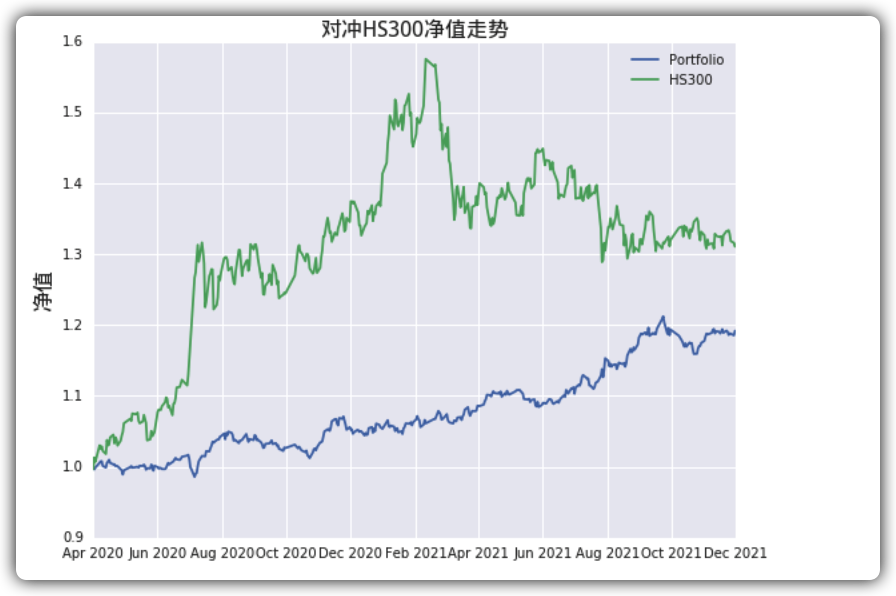 对冲HS300净值走势
Portfolio
HS300
净值
1.6
1.5
1.4
1.3
1.2
1.1
1.0
0.9
Apr 2020 Jun 2020 Aug 2020 Oct 2020 Dec 2020 Feb 2021 Apr 2021 Jun 2021 Aug 2021 Oct 2021 Dec 2021